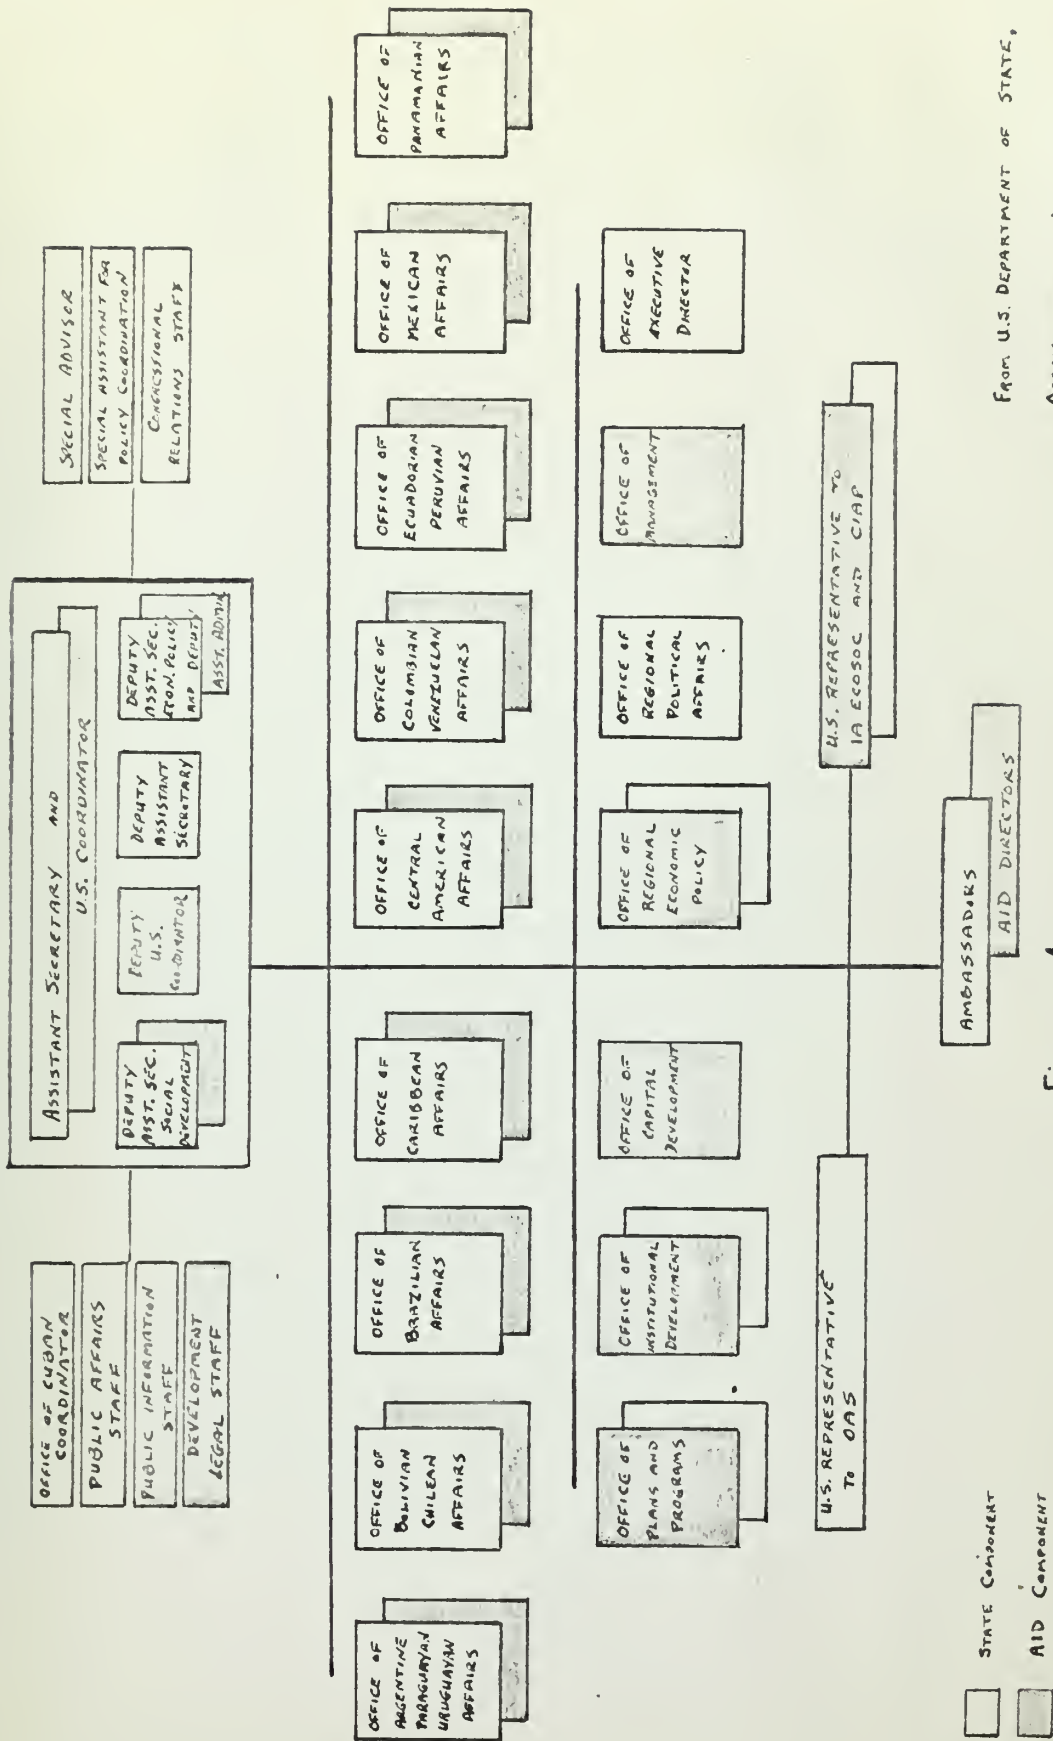 OFFICE OF CUBAN
COORDINATOR
PUBLIC AFFAIRS
STAFF
PUBLIC INFORMATION
STAFF
DEVELOPMENT
LEGAL STAFF
ASSISTANT SECRETARY AND
U.S. COORDINATOR
DEPUTY
ASST. SEC.
SOCIAL
DEVELOPMENT
DEPUTY
U.S.
COORDINATOR
DEPUTY
ASSISTANT
SECRETARY
DEPUTY
ASST. SEC.
ECON. POLICY
AND DEPUTY
ASST. ADMIN
SPECIAL ADVISOR
SPECIAL ASSISTANT FOR
POLICY COORDINATION
CONGRESSIONAL
RELATIONS STAFF
OFFICE OF
ARGENTINE
PARAGUAYAN
URUGUAYAN
AFFAIRS
OFFICE OF
BOLIVIAN
CHILEAN
AFFAIRS
OFFICE OF
BRAZILIAN
AFFAIRS
OFFICE OF
CARIBBEAN
AFFAIRS
OFFICE OF
CENTRAL
AMERICAN
AFFAIRS
OFFICE OF
COLOMBIAN
VENEZUELAN
AFFAIRS
OFFICE OF
ECUADORIAN
PERUVIAN
AFFAIRS
OFFICE OF
MEXICAN
AFFAIRS
OFFICE OF
PANAMANIAN
AFFAIRS
OFFICE OF
PLANS AND
PROGRAMS
OFFICE OF
INSTITUTIONAL
DEVELOPMENT
OFFICE OF
CAPITAL
DEVELOPMENT
OFFICE OF
REGIONAL
ECONOMIC
POLICY
OFFICE OF
REGIONAL
POLITICAL
AFFAIRS
OFFICE OF
MANAGEMENT
OFFICE OF
EXECUTIVE
DIRECTOR
U.S. REPRESENTATIVE
TO OAS
U.S. REPRESENTATIVE TO
IA ECOSOC AND CIAP
AMBASSADORS
AID DIRECTORS
STATE COMPONENT
AID COMPONENT
FROM U.S. DEPARTMENT OF STATE,